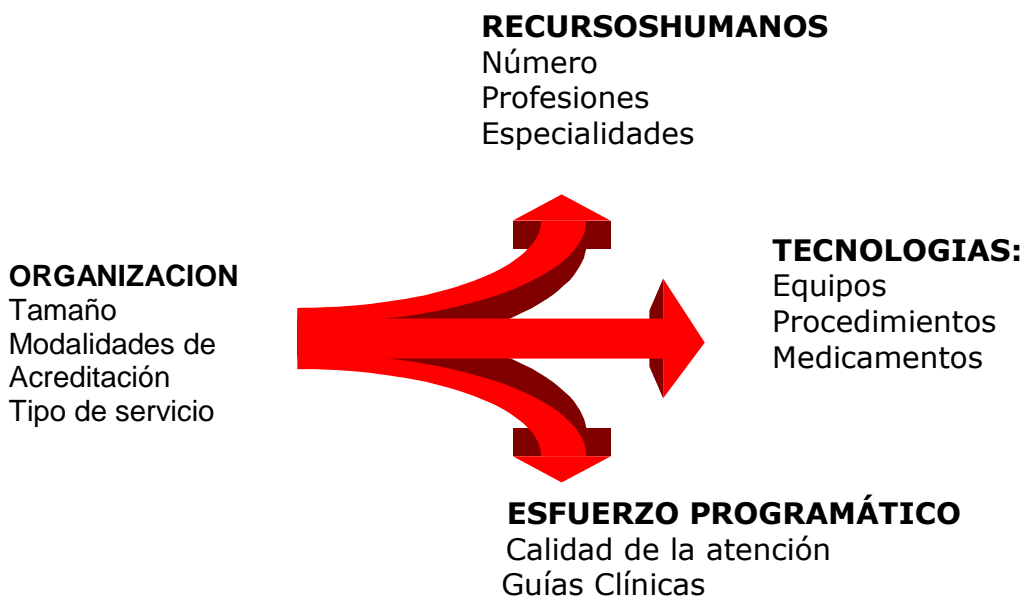 RECURSOSHUMANOS
Número
Profesiones
Especialidades
ORGANIZACION
Tamaño
Modalidades de
Acreditación
Tipo de servicio
TECNOLOGIAS:
Equipos
Procedimientos
Medicamentos
ESFUERZO PROGRAMÁTICO
Calidad de la atención
Guías Clínicas